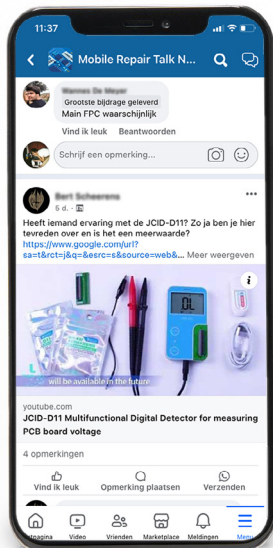 11:37
Mobile Repair Talk N...
Grootste bijdrage geleverd
Main FPC waarschijnlijk
Vind ik leuk Beantwoorden
Schrijf een opmerking...
5 d.
Heeft iemand ervaring met de JCID-D11? Zo ja ben je hier
tevreden over en is het een meerwaarde?
https://www.google.com/url?
sa=t&rct=j&q=&esrc=s&source=web&... Meer weergeven
OL
L
will be available in the future
youtube.com
JCID-D11 Multifunctional Digital Detector for measuring
PCB board voltage
4 opmerkingen
Vind ik leuk Opmerking plaatsen Verzenden
Video Vrienden Marketplace Meldingen Menu